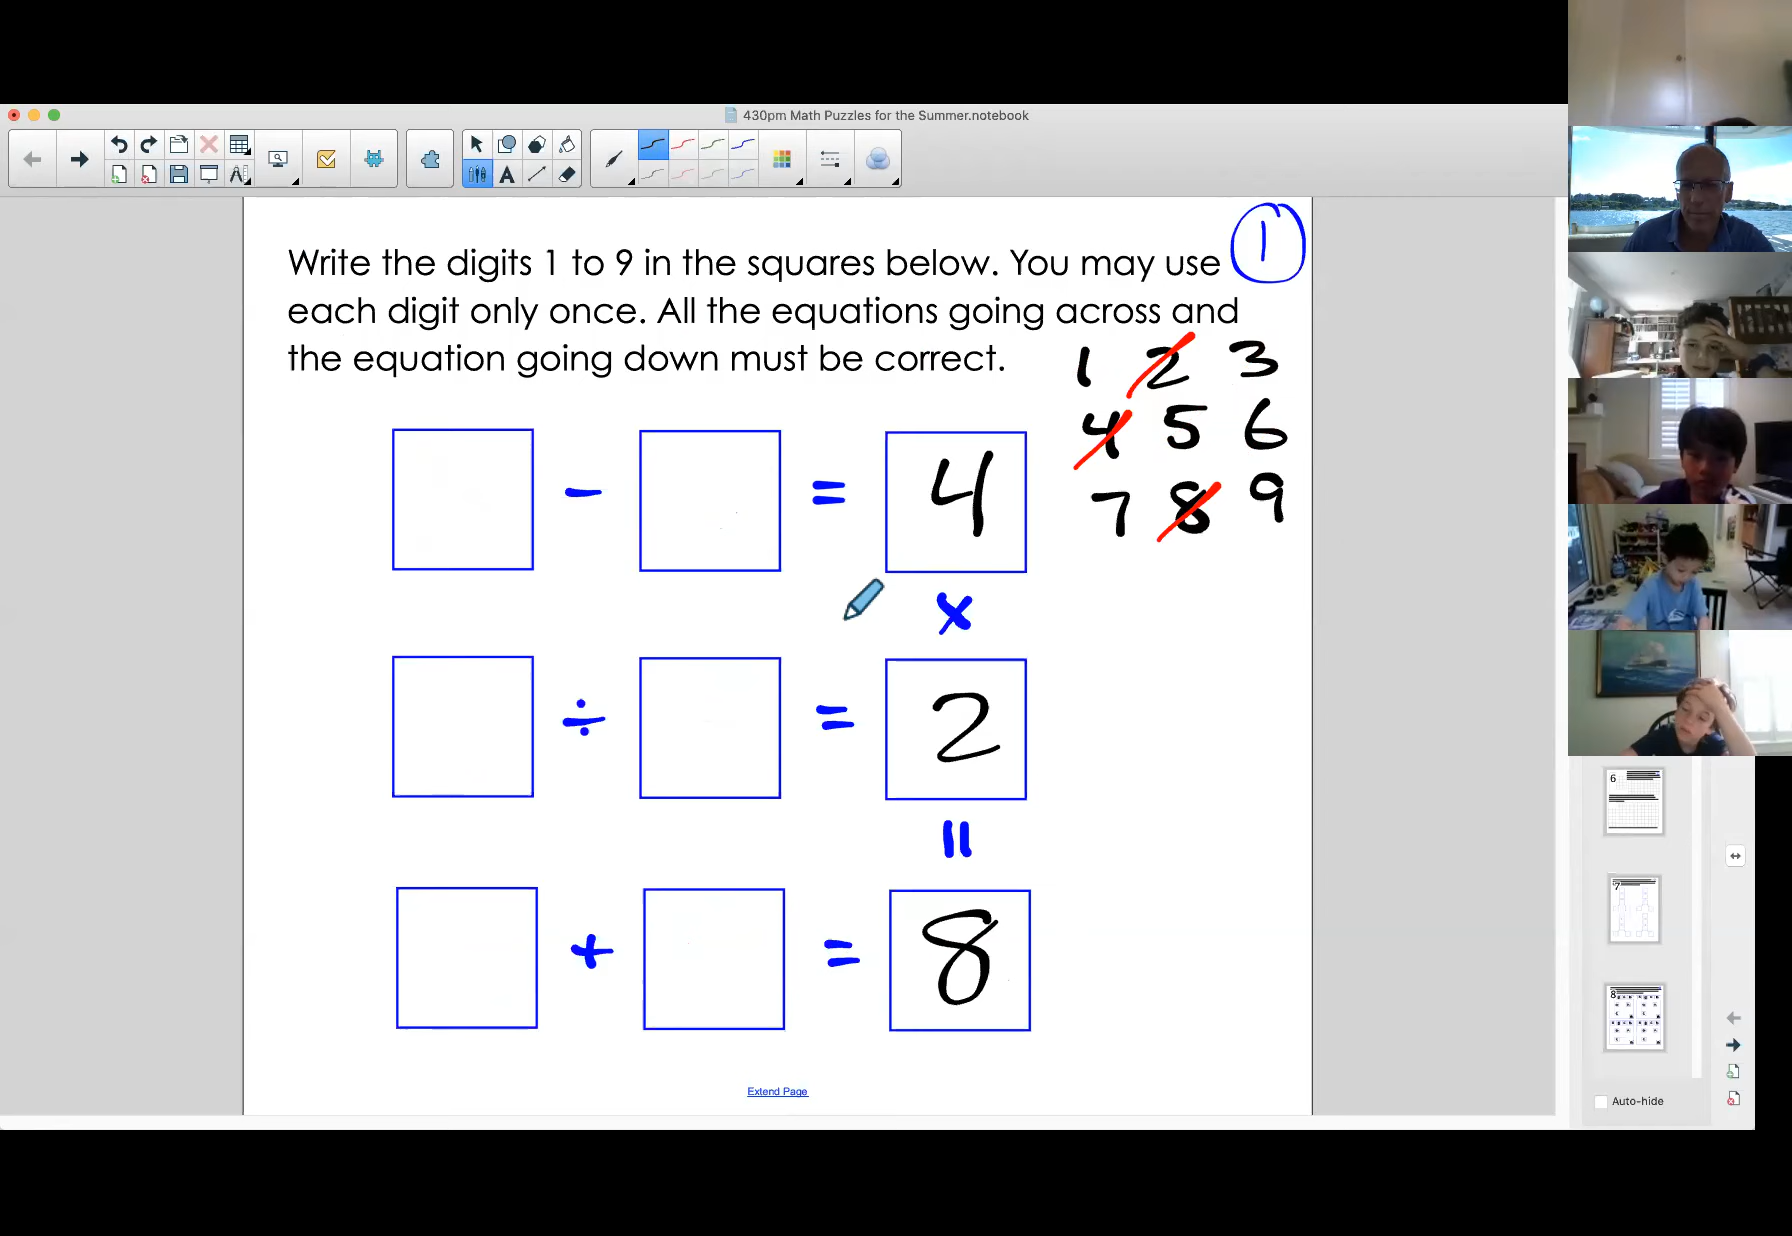 430pm Math Puzzles for the Summer.notebook
A
A
1
Write the digits 1 to 9 in the squares below. You may use
each digit only once. All the equations going across and
the equation going down must be correct.
1 2 3
4 5 6
7 8 9
- = 4
x
÷ = 2
=
+ = 8
Extend Page
6
7
8
Auto-hide